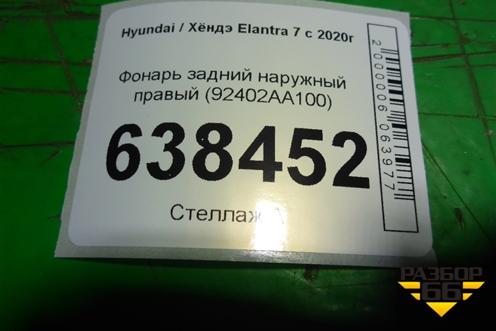 Hyundai / Хёндэ Elantra 7 с 2020г
Фонарь задний наружный
правый (92402AA100)
638452
Стеллаж
2000006063977
РАЗБОР
66